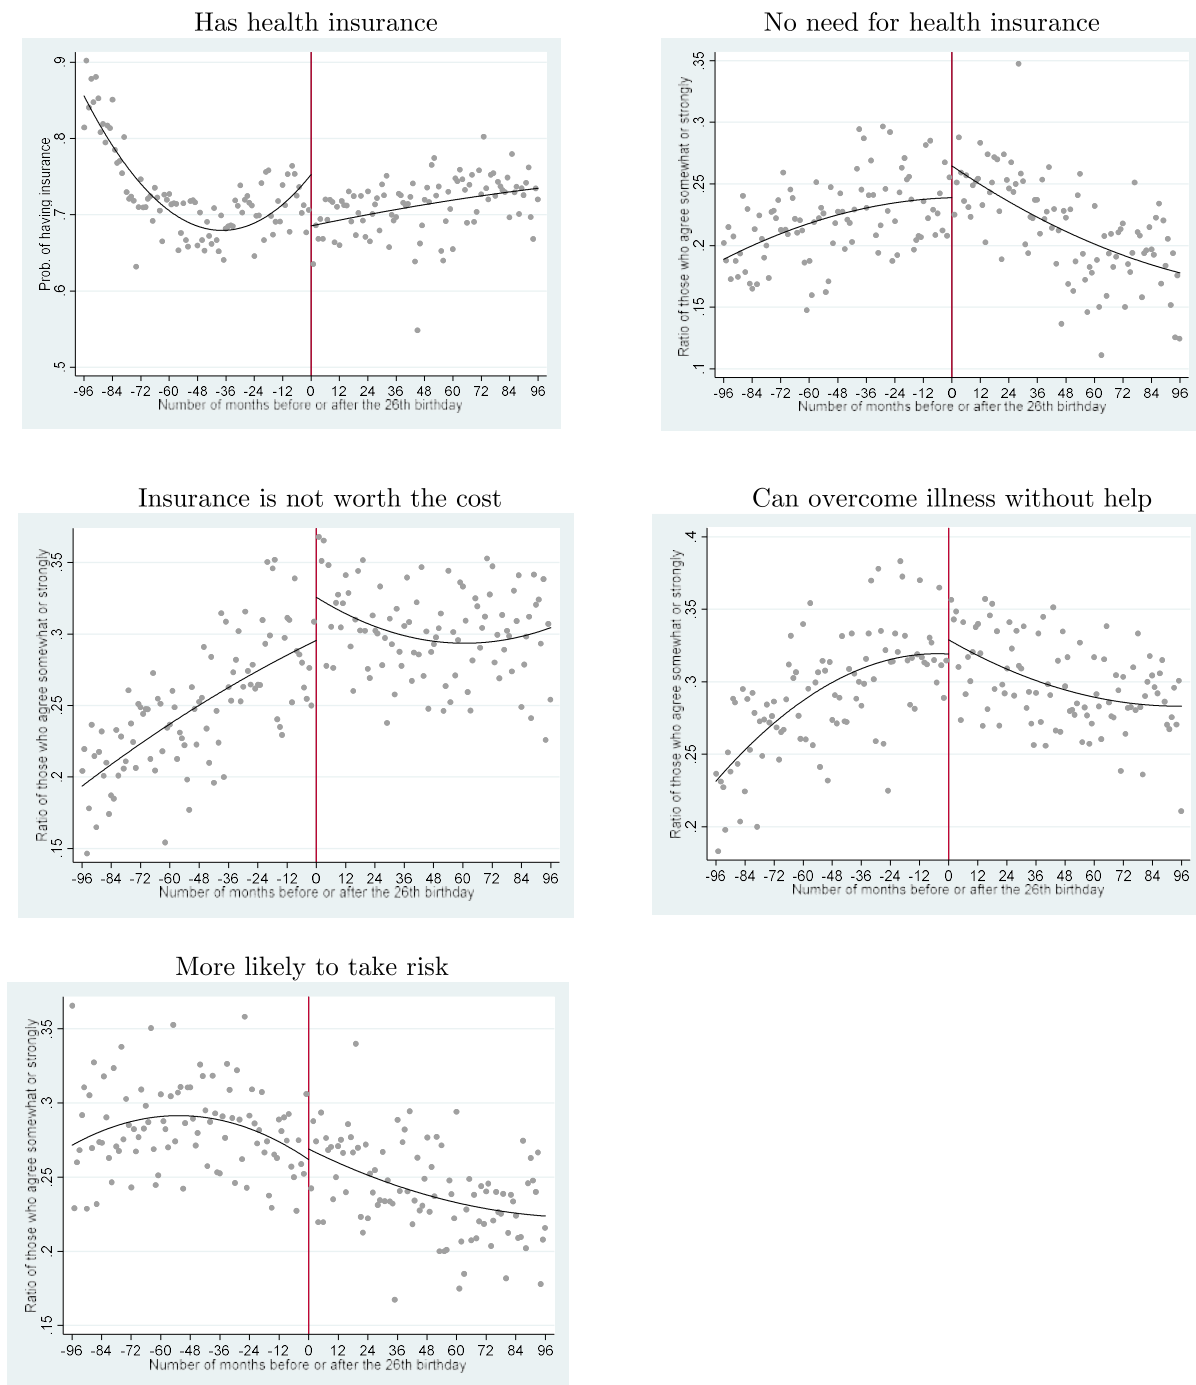 Has health insurance
Prob. of having insurance
.9
.8
.7
.6
.5
-96 -84 -72 -60 -48 -36 -24 -12 0 12 24 36 48 60 72 84 96
Number of months before or after the 26th birthday
No need for health insurance
Ratio of those who agree somewhat or strongly
.35
.3
.25
.2
.15
.1
-96 -84 -72 -60 -48 -36 -24 -12 0 12 24 36 48 60 72 84 96
Number of months before or after the 26th birthday
Insurance is not worth the cost
Ratio of those who agree somewhat or strongly
.35
.3
.25
.2
.15
-96 -84 -72 -60 -48 -36 -24 -12 0 12 24 36 48 60 72 84 96
Number of months before or after the 26th birthday
Can overcome illness without help
Ratio of those who agree somewhat or strongly
.4
.35
.3
.25
.2
-96 -84 -72 -60 -48 -36 -24 -12 0 12 24 36 48 60 72 84 96
Number of months before or after the 26th birthday
More likely to take risk
Ratio of those who agree somewhat or strongly
.35
.3
.25
.2
.15
-96 -84 -72 -60 -48 -36 -24 -12 0 12 24 36 48 60 72 84 96
Number of months before or after the 26th birthday